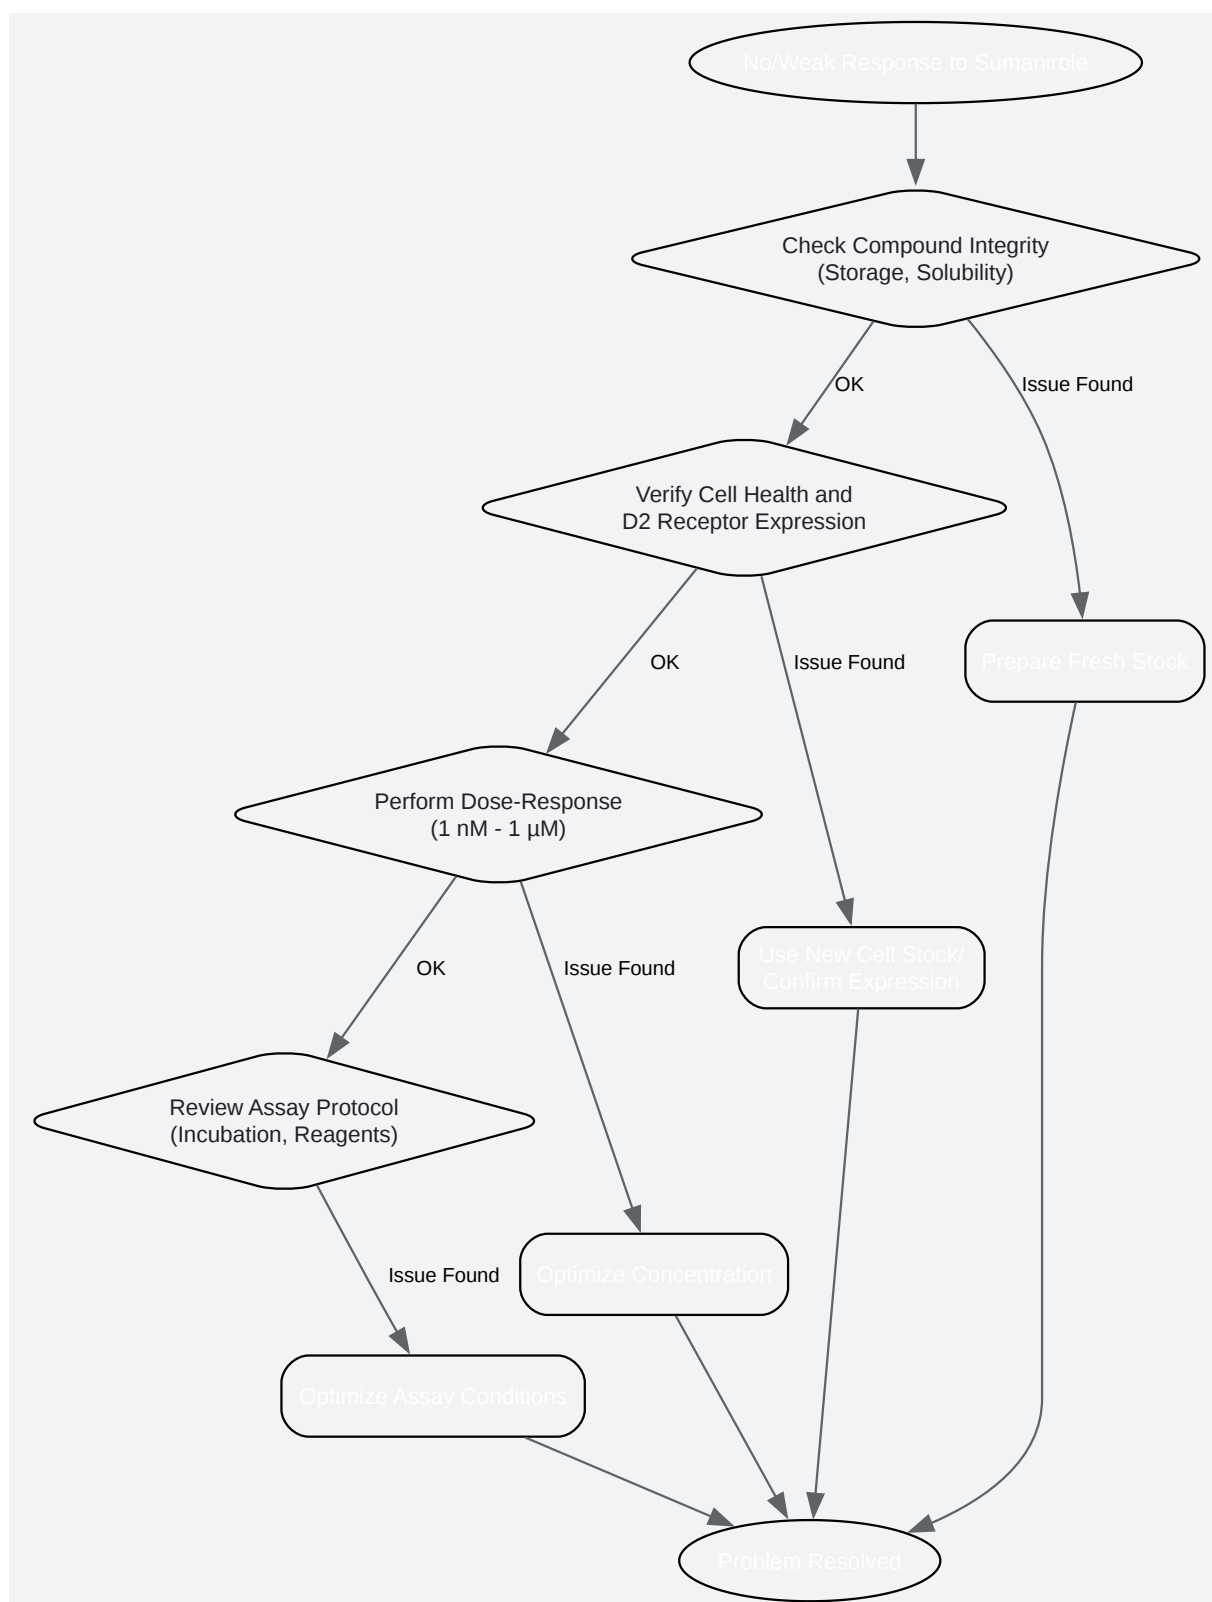 No/Weak Response to Sumanirole
Check Compound Integrity
(Storage, Solubility)
OK
Issue Found
Verify Cell Health and
D2 Receptor Expression
OK
Issue Found
Prepare Fresh Stock
Perform Dose-Response
(1 nM - 1 µM)
OK
Issue Found
Use New Cell Stock/
Confirm Expression
Review Assay Protocol
(Incubation, Reagents)
Issue Found
Optimize Concentration
Optimize Assay Conditions
Problem Resolved